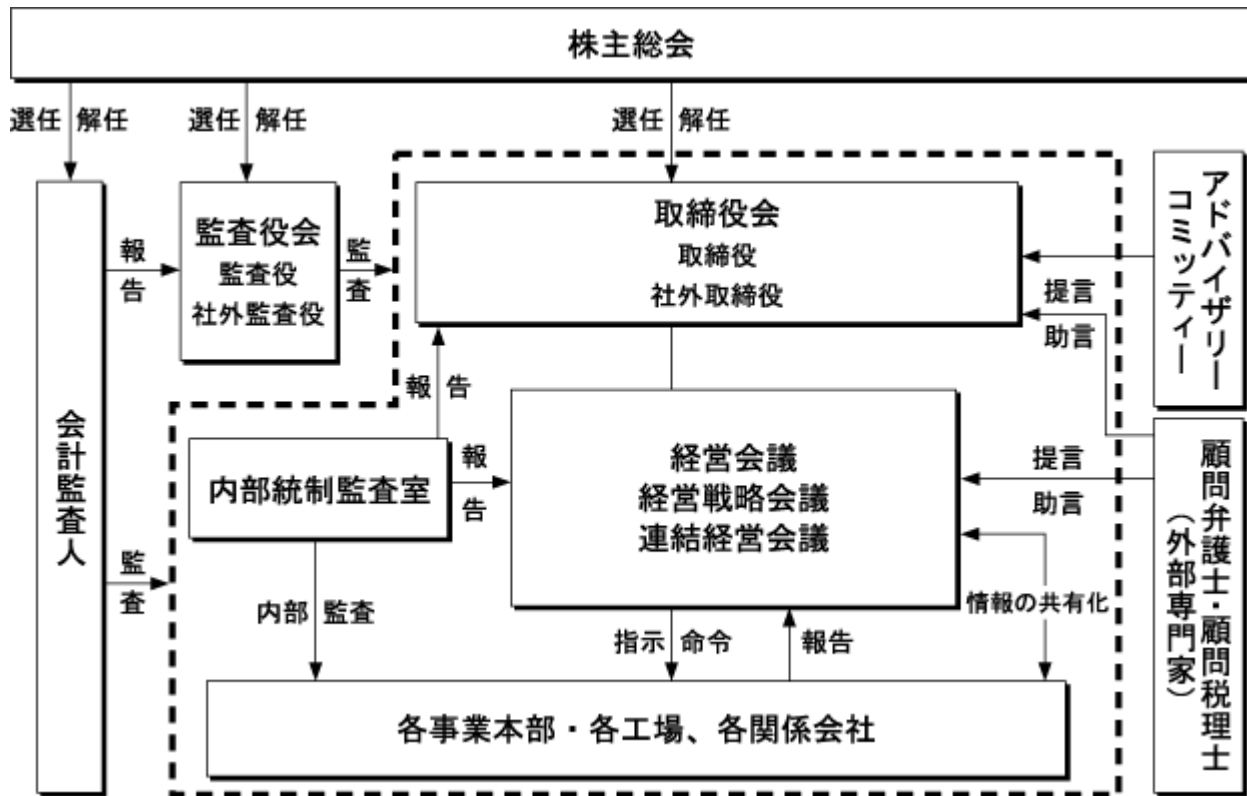 株主総会
選任 解任
選任 解任
選任 解任
会計監査人
報告
監査役会
監査役
社外監査役
監査
取締役会
取締役
社外取締役
アドバイザリー
コミッティー
提言
助言
報告
内部統制監査室
報告
経営会議
経営戦略会議
連結経営会議
提言
助言
顧問弁護士・顧問税理士
（外部専門家）
監査
内部 監査
指示 命令
報告
情報の共有化
各事業本部・各工場、各関係会社